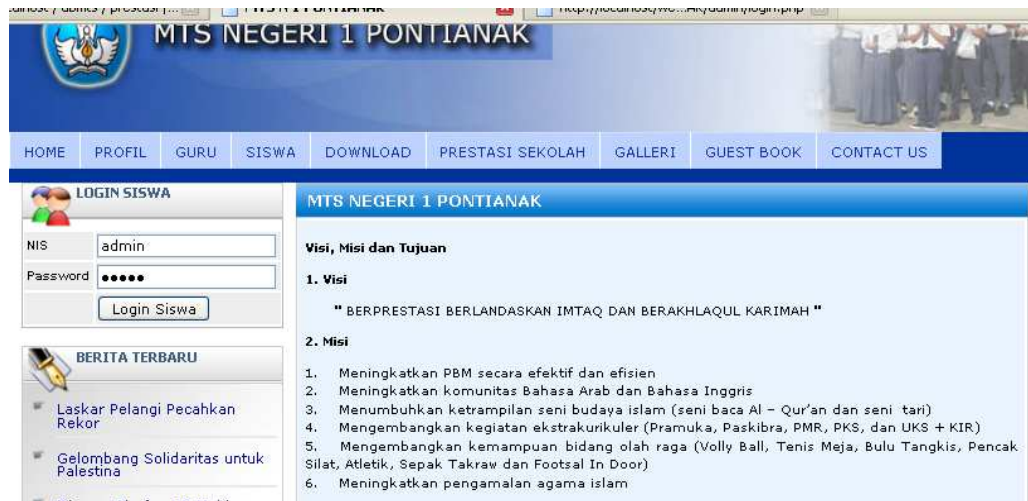 MTS NEGERI 1 PONTIANAK
HOME PROFIL GURU SISWA DOWNLOAD PRESTASI SEKOLAH GALLERI GUEST BOOK CONTACT US
LOGIN SISWA
NIS admin
Password •••••
Login Siswa
BERITA TERBARU
Laskar Pelangi Pecahkan
Rekor
Gelombang Solidaritas untuk
Palestina
MTS NEGERI 1 PONTIANAK
Visi, Misi dan Tujuan
1. Visi
" BERPRESTASI BERLANDASKAN IMTAQ DAN BERAKHLAQUL KARIMAH "
2. Misi
1. Meningkatkan PBM secara efektif dan efisien
2. Meningkatkan komunitas Bahasa Arab dan Bahasa Inggris
3. Menumbuhkan ketrampilan seni budaya islam (seni baca Al – Qur'an dan seni tari)
4. Mengembangkan kegiatan ekstrakurikuler (Pramuka, Paskibra, PMR, PKS, dan UKS + KIR)
5. Mengembangkan kemampuan bidang olah raga (Volly Ball, Tenis Meja, Bulu Tangkis, Pencak
Silat, Atletik, Sepak Takraw dan Footsal In Door)
6. Meningkatkan pengamalan agama islam